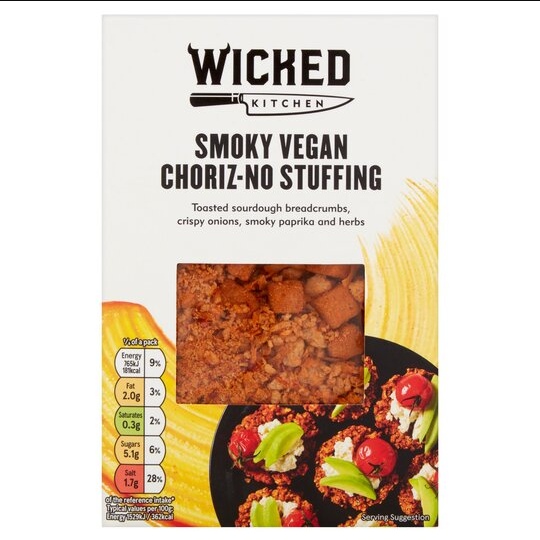 WICKED
KITCHEN
SMOKY VEGAN
CHORIZ-NO STUFFING
Toasted sourdough breadcrumbs,
crispy onions, smoky paprika and herbs
of a pack
Energy
765kJ
181kcal
9%
Fat
2.0g
3%
Saturates
0.3g
2%
Sugars
5.1g
6%
Salt
1.7g
28%
of the reference intake*
Typical values per 100g:
Energy 1529kJ / 362kcal
Serving Suggestion